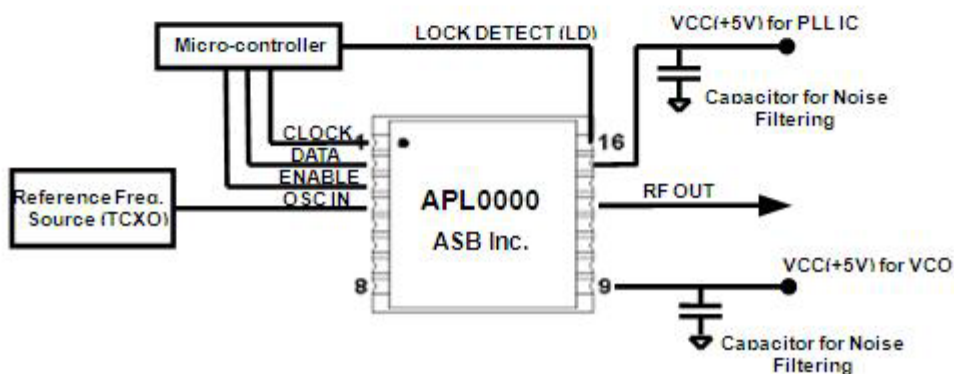 Micro-controller
LOCK DETECT (LD)
VCC(+5V) for PLL IC
Capacitor for Noise
Filtering
CLOCK
1
16
DATA
ENABLE
OSC IN
Reference Freq.
Source (TCXO)
APL0000
ASB Inc.
RF OUT
8
9
VCC(+5V) for VCO
Capacitor for Noise
Filtering